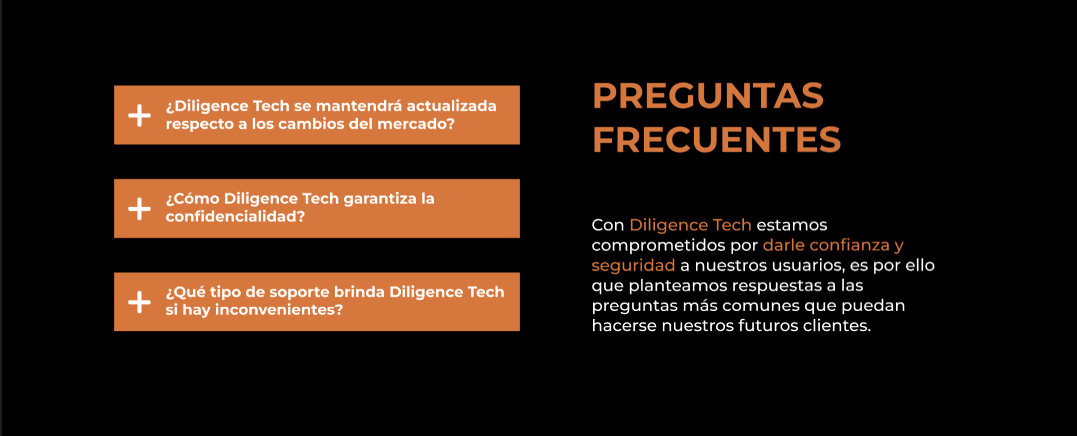 ¿Diligence Tech se mantendrá actualizada
respecto a los cambios del mercado?
¿Cómo Diligence Tech garantiza la
confidencialidad?
¿Qué tipo de soporte brinda Diligence Tech
si hay inconvenientes?
PREGUNTAS
FRECUENTES
Con Diligence Tech estamos
comprometidos por darle confianza y
seguridad a nuestros usuarios, es por ello
que planteamos respuestas a las
preguntas más comunes que puedan
hacerse nuestros futuros clientes.